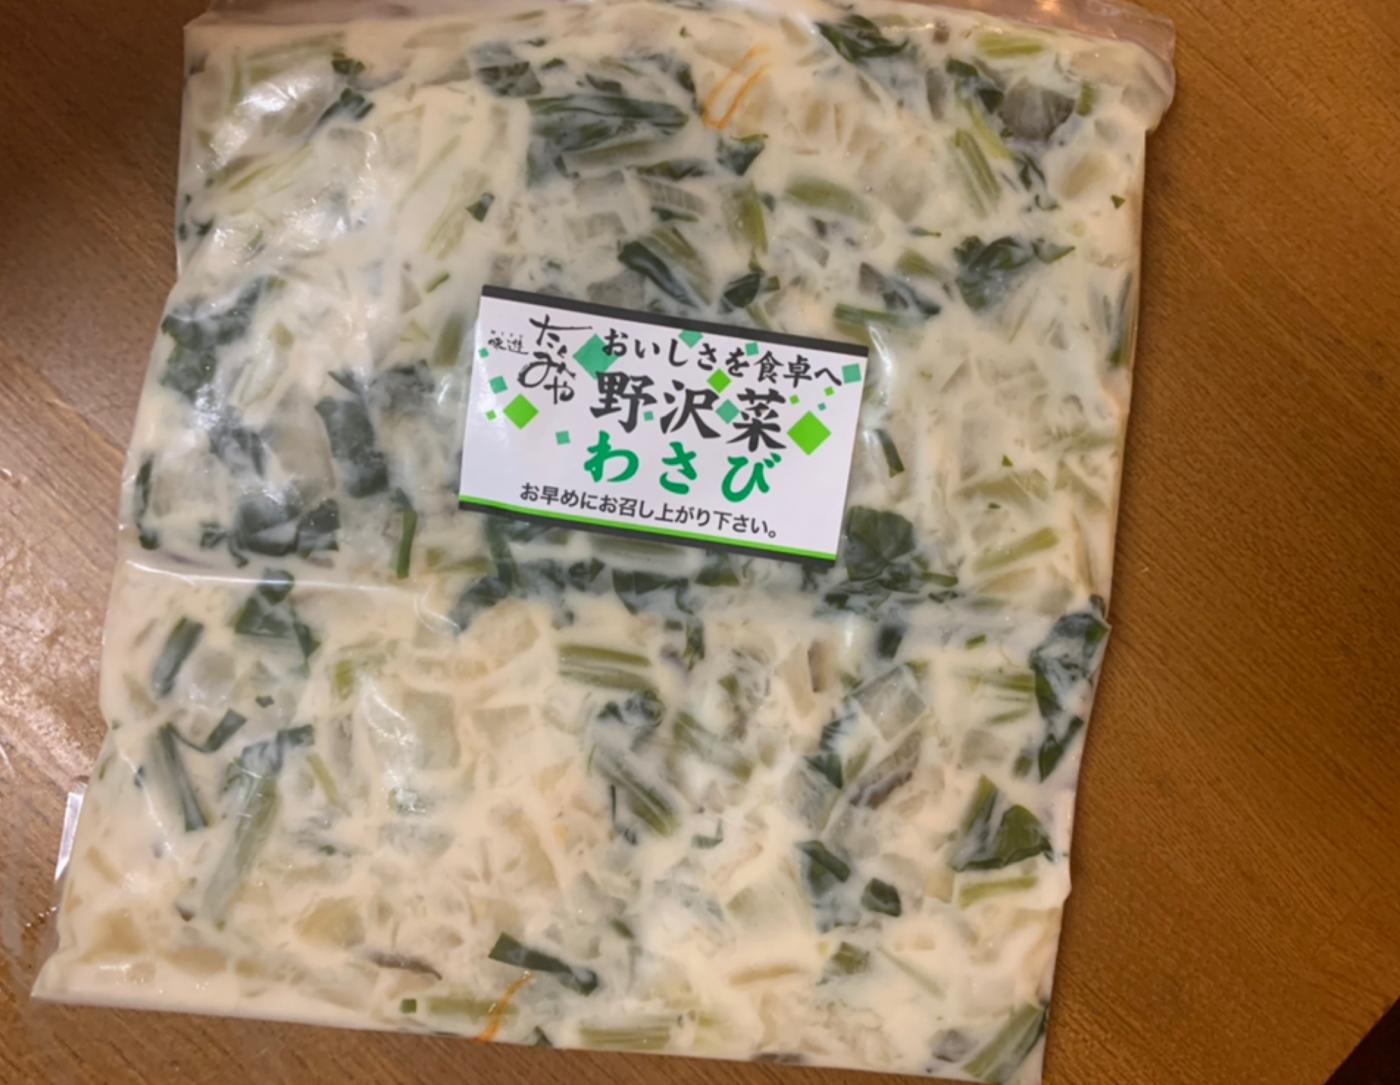 味遊
たくみや
おいしさを食卓へ
野沢菜
わさび
お早めにお召し上がり下さい。